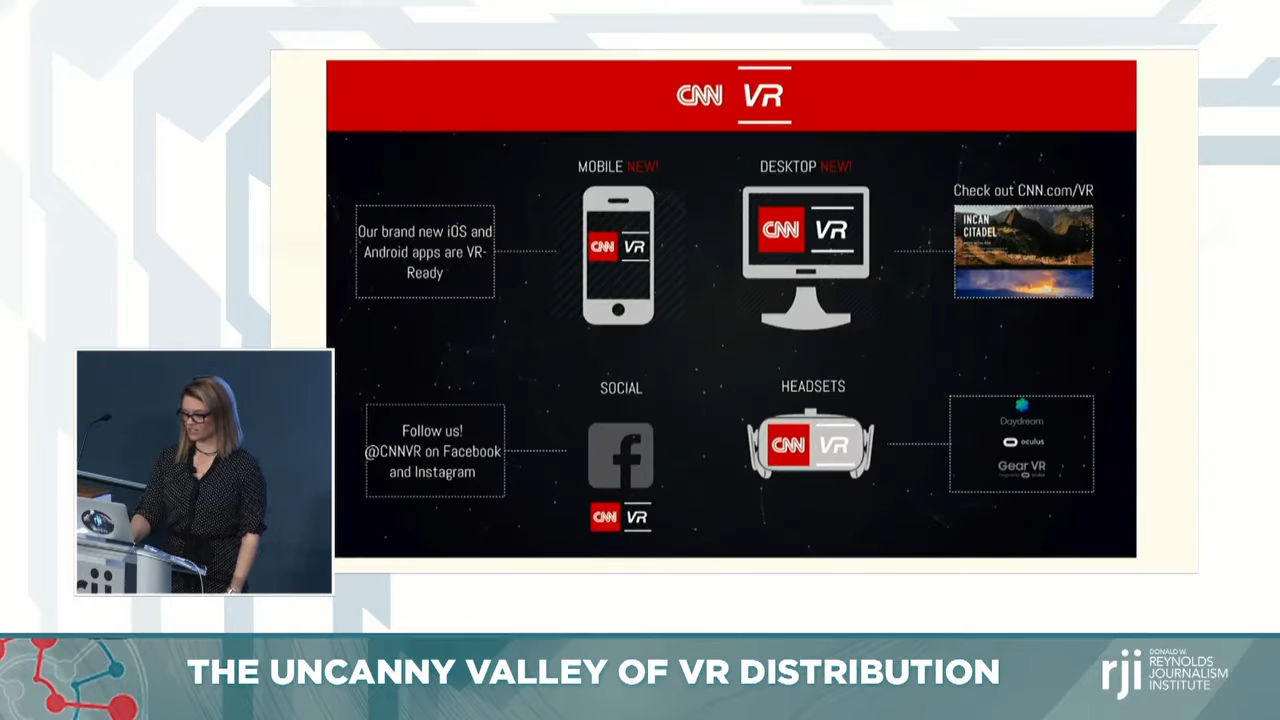 CNN VR
MOBILE NEW!
DESKTOP NEW!
Our brand new iOS and
Android apps are VR-
Ready
CNN VR
CNN VR
Check out CNN.com/VR
INCAN
CITADEL
SOCIAL
HEADSETS
Follow us!
@CNNVR on Facebook
and Instagram
f
CNN VR
CNN VR
Daydream
oculus
Gear VR
rji
THE UNCANNY VALLEY OF VR DISTRIBUTION
rji
DONALD W.
REYNOLDS
JOURNALISM
INSTITUTE